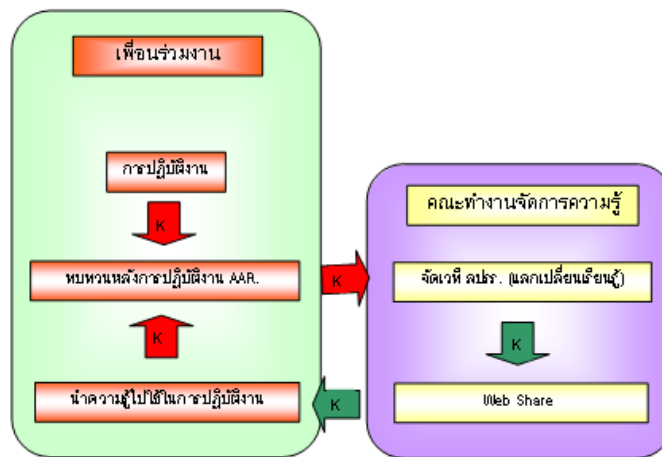 เพื่อนร่วมงาน
การปฏิบัติงาน
K
ทบทวนหลังการปฏิบัติงาน AAR.
K
นำความรู้ไปใช้ในการปฏิบัติงาน
K
คณะทำงานจัดการความรู้
จัดเวที ลปรร. (แลกเปลี่ยนเรียนรู้)
K
Web Share
K